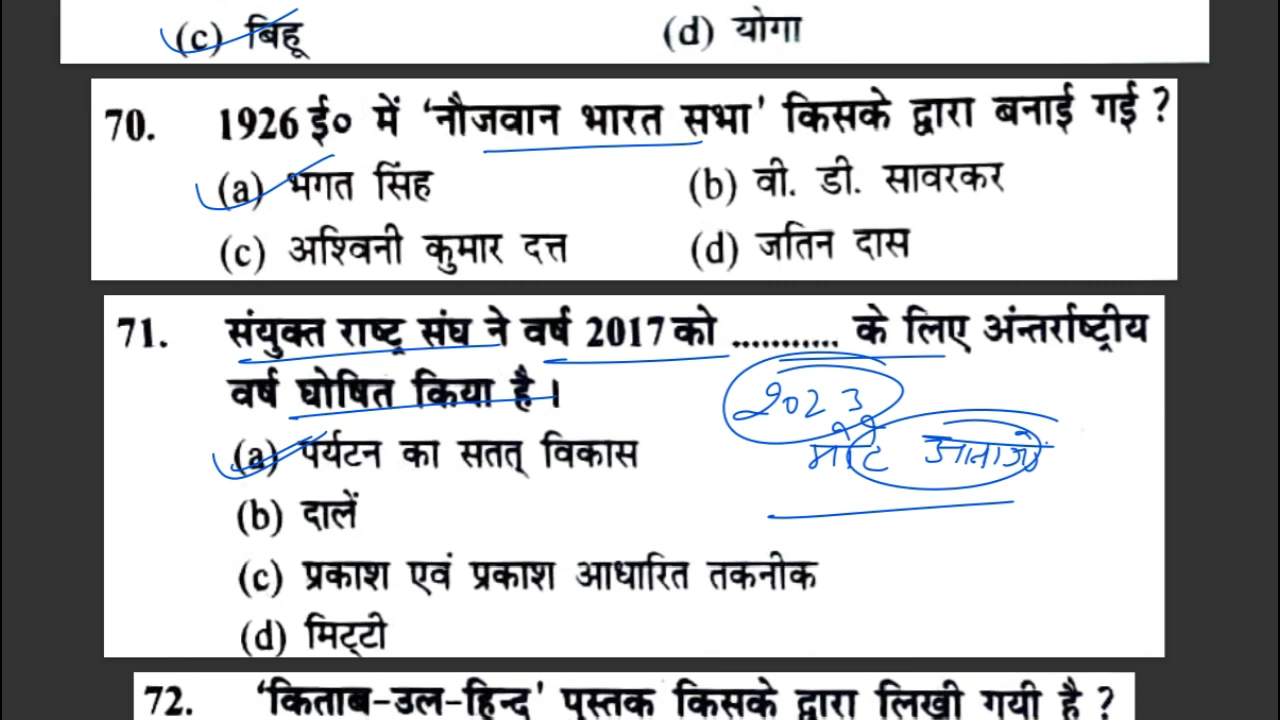 (c) बिहू (d) योगा
70. 1926 ई० में ‘नौजवान भारत सभा’ किसके द्वारा बनाई गई ?
(a) भगत सिंह (b) वी. डी. सावरकर
(c) अश्विनी कुमार दत्त (d) जतिन दास
71. संयुक्त राष्ट्र संघ ने वर्ष 2017 को ........... के लिए अंन्तर्राष्ट्रीय
वर्ष घोषित किया है।
2023
(a) पर्यटन का सतत् विकास
मोटे अनाजों
(b) दालें
(c) प्रकाश एवं प्रकाश आधारित तकनीक
(d) मिट्टी
72. ‘किताब-उल-हिन्द’ पुस्तक किसके द्वारा लिखी गयी है ?